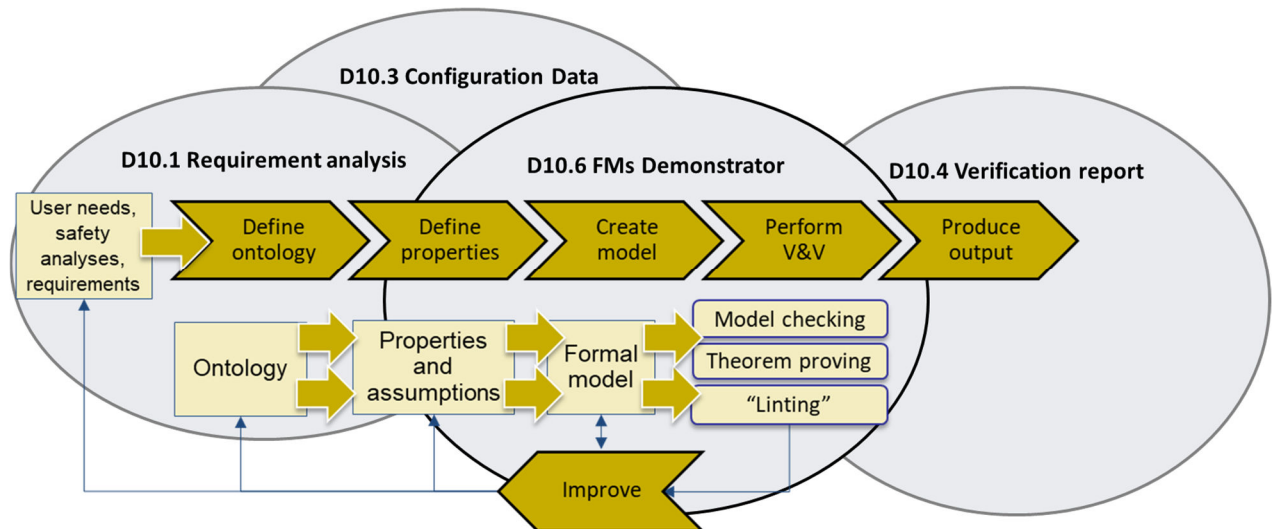 D10.3 Configuration Data
D10.1 Requirement analysis
D10.6 FMs Demonstrator
D10.4 Verification report
User needs,
safety
analyses,
requirements
Define
ontology
Define
properties
Create
model
Perform
V&V
Produce
output
Ontology
Properties
and
assumptions
Formal
model
Model checking
Theorem proving
“Linting”
Improve